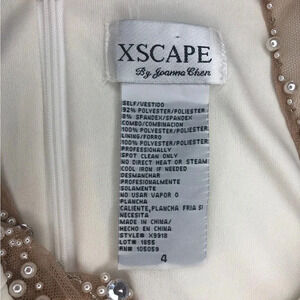 XSCAPE
By Joanna Chen
SELF/VESTIDO
92% POLYESTER/POLIESTER
8% SPANDEX/SPANDEX
COMBO/COMBINACION
100% POLYESTER/POLIESTER
LINING/FORRO
100% POLYESTER/POLIESTER
PROFESSIONALLY
SPOT CLEAN ONLY
NO DIRECT HEAT OR STEAM
COOL IRON IF NEEDED
DESMANCHAR
PROFESIONALMENTE
SOLAMENTE
NO USAR VAPOR O
PLANCHA
CALIENTE,PLANCHA FRIA SI
NECESITA
MADE IN CHINA/
HECHO EN CHINA
STYLE# X9918
LOT# 1855
RN# 105059
4